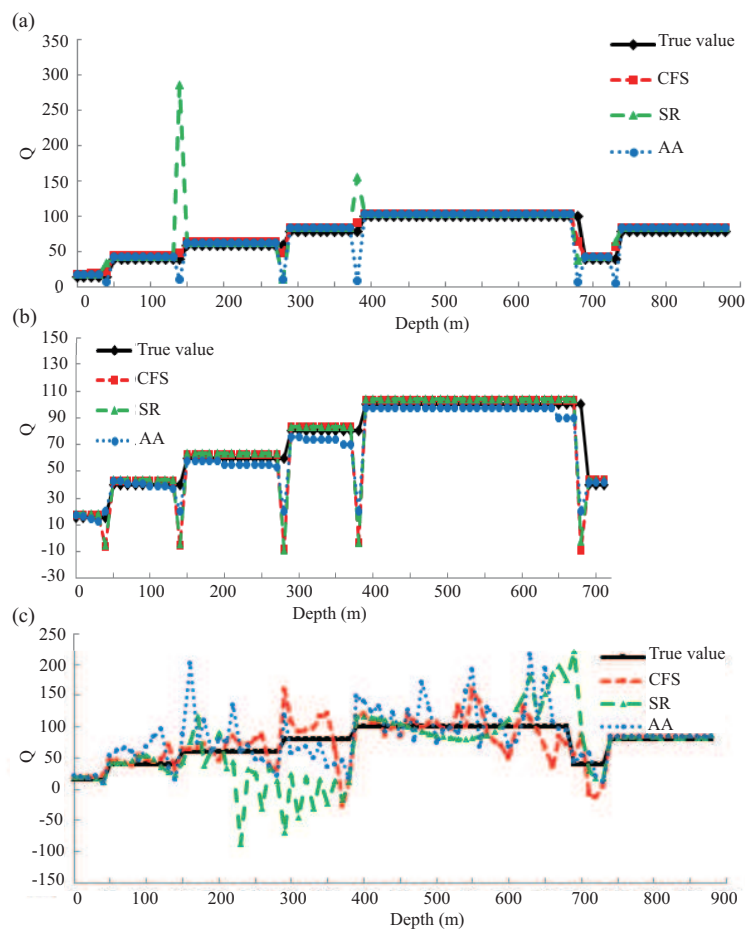 (a)
350
300
250
200
150
100
50
0
Q
0 100 200 300 400 500 600 700 800 900
Depth (m)
True value
CFS
SR
AA
(b)
150
130
110
90
70
50
30
10
-10
-30
Q
0 100 200 300 400 500 600 700
Depth (m)
True value
CFS
SR
AA
(c)
250
200
150
100
50
0
-50
-100
-150
Q
0 100 200 300 400 500 600 700 800 900
Depth (m)
True value
CFS
SR
AA